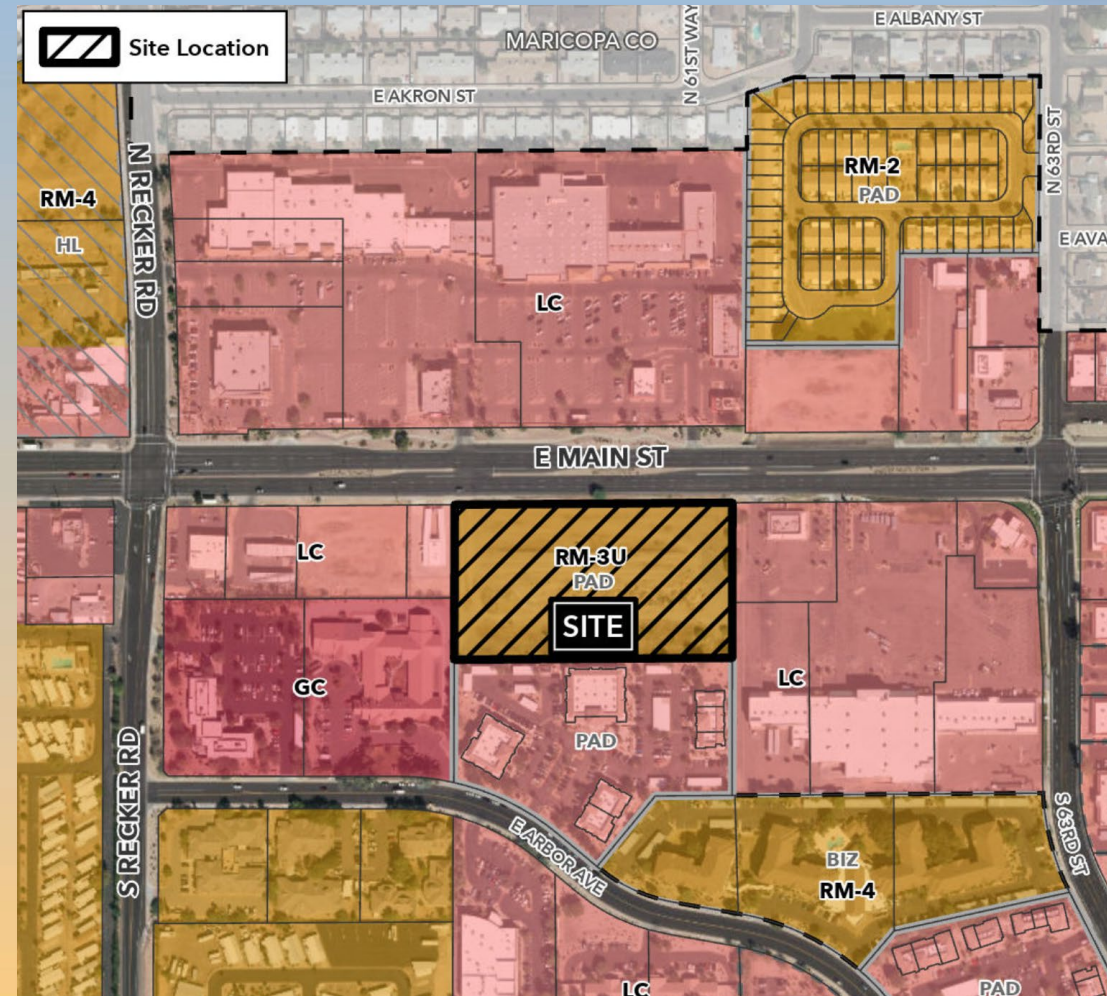 Site Location
E ALBANY ST
MARICOPA CO
N 61ST WAY
E AKRON ST
N 63RD ST
N RECKER RD
RM-4
HL
RM-2
PAD
E AVA
LC
E MAIN ST
LC
RM-3U
PAD
SITE
LC
GC
PAD
S RECKER RD
E ARBOR AVE
S 63RD ST
BIZ
RM-4
LC
PAD